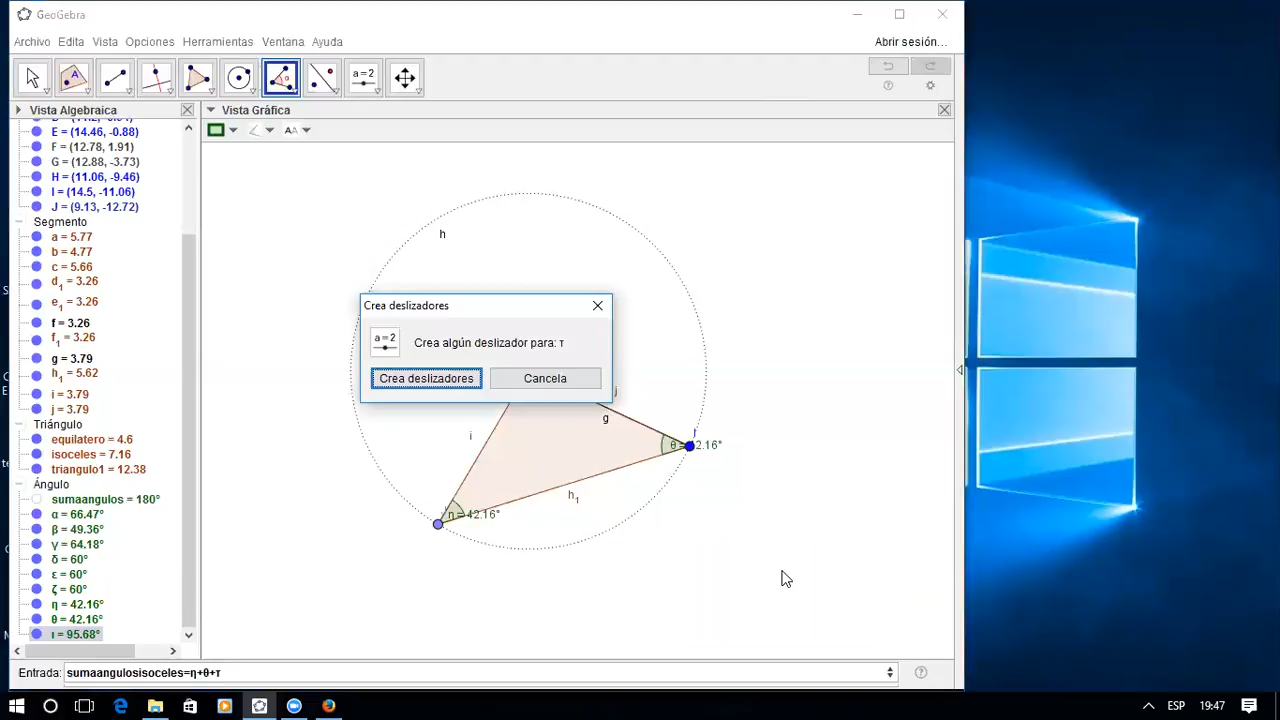 GeoGebra
Archivo Edita Vista Opciones Herramientas Ventana Ayuda
Abrir sesión...
A
α
a=2
Vista Algebraica
Vista Gráfica
AA
E = (14.46, -0.88)
F = (12.78, 1.91)
G = (12.88, -3.73)
H = (11.06, -9.46)
I = (14.5, -11.06)
J = (9.13, -12.72)
Segmento
a = 5.77
b = 4.77
c = 5.66
d1 = 3.26
e1 = 3.26
f = 3.26
f1 = 3.26
g = 3.79
h1 = 5.62
i = 3.79
j = 3.79
Triángulo
equilatero = 4.6
isoceles = 7.16
triangulo1 = 12.38
Ángulo
sumaangulos = 180°
α = 66.47°
β = 49.36°
γ = 64.18°
δ = 60°
ε = 60°
ζ = 60°
η = 42.16°
θ = 42.16°
ι = 95.68°
h
Crea deslizadores
a=2
Crea algún deslizador para: τ
Crea deslizadores
Cancela
j
g
i
h1
η = 42.16°
Entrada:
sumaangulosisoceles=η+θ+τ
ESP
19:47